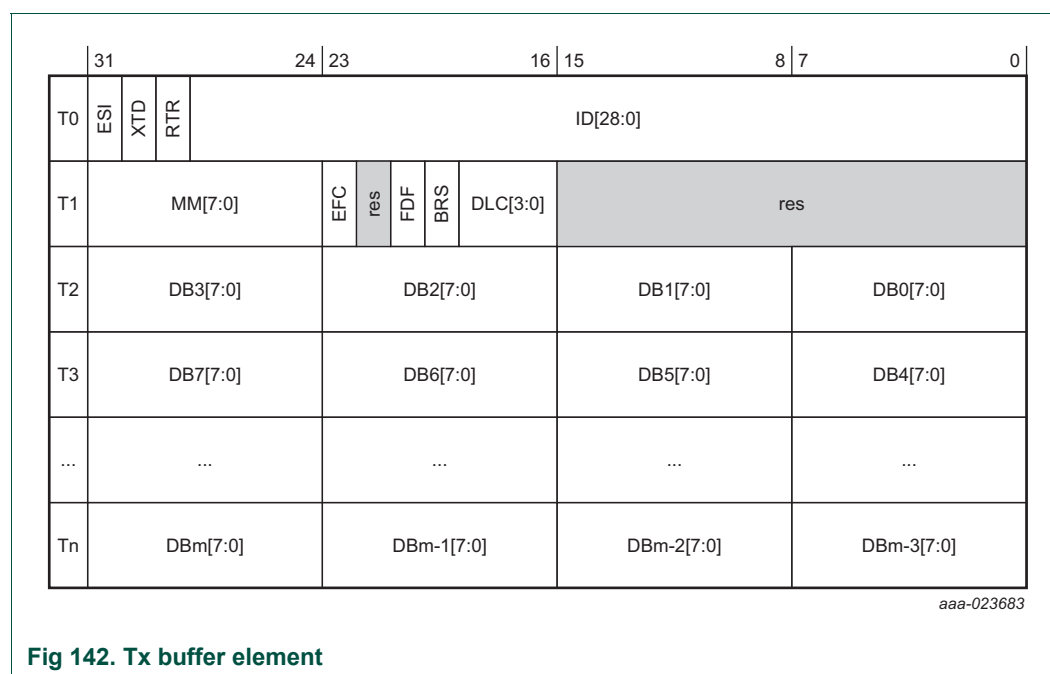 31 24 23 16 15 8 7 0
T0 ESI XTD RTR ID[28:0]
T1 MM[7:0] EFC res FDF BRS DLC[3:0] res
T2 DB3[7:0] DB2[7:0] DB1[7:0] DB0[7:0]
T3 DB7[7:0] DB6[7:0] DB5[7:0] DB4[7:0]
... ... ... ... ...
Tn DBm[7:0] DBm-1[7:0] DBm-2[7:0] DBm-3[7:0]
aaa-023683
Fig 142. Tx buffer element